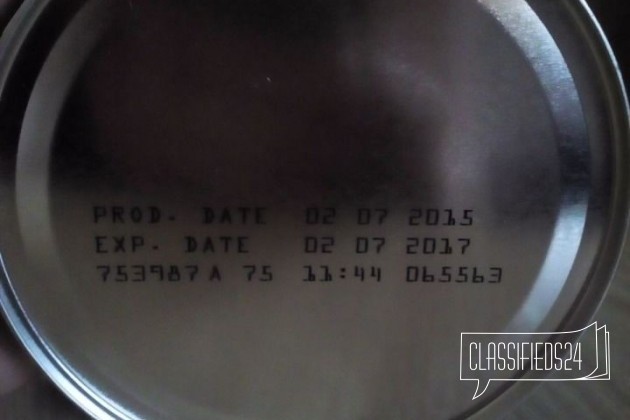 PROD. DATE 02 07 2015
EXP. DATE 02 07 2017
753987A 75 11:44 065563
CLASSIFIEDS24